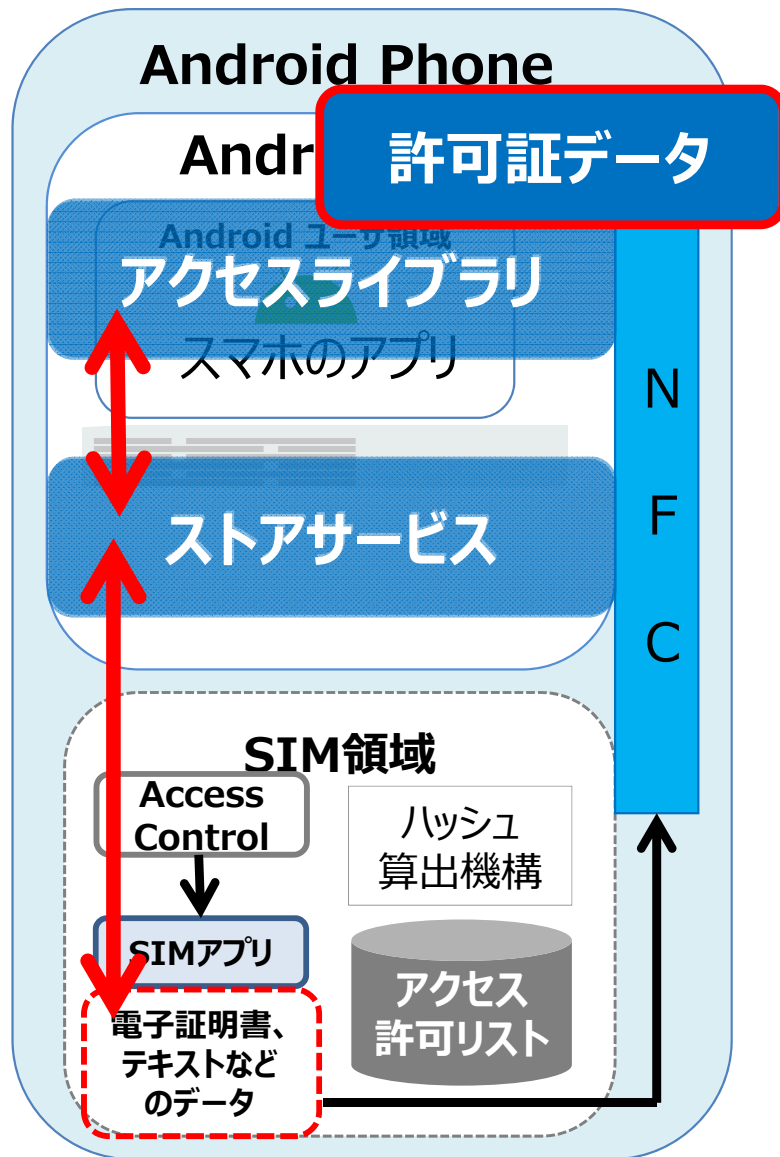 Android Phone
Andr
許可証データ
Android ユーザ領域
アクセスライブラリ
スマホのアプリ
N
F
C
ストアサービス
SIM領域
Access
Control
ハッシュ
算出機構
SIMアプリ
アクセス
許可リスト
電子証明書、
テキストなど
のデータ